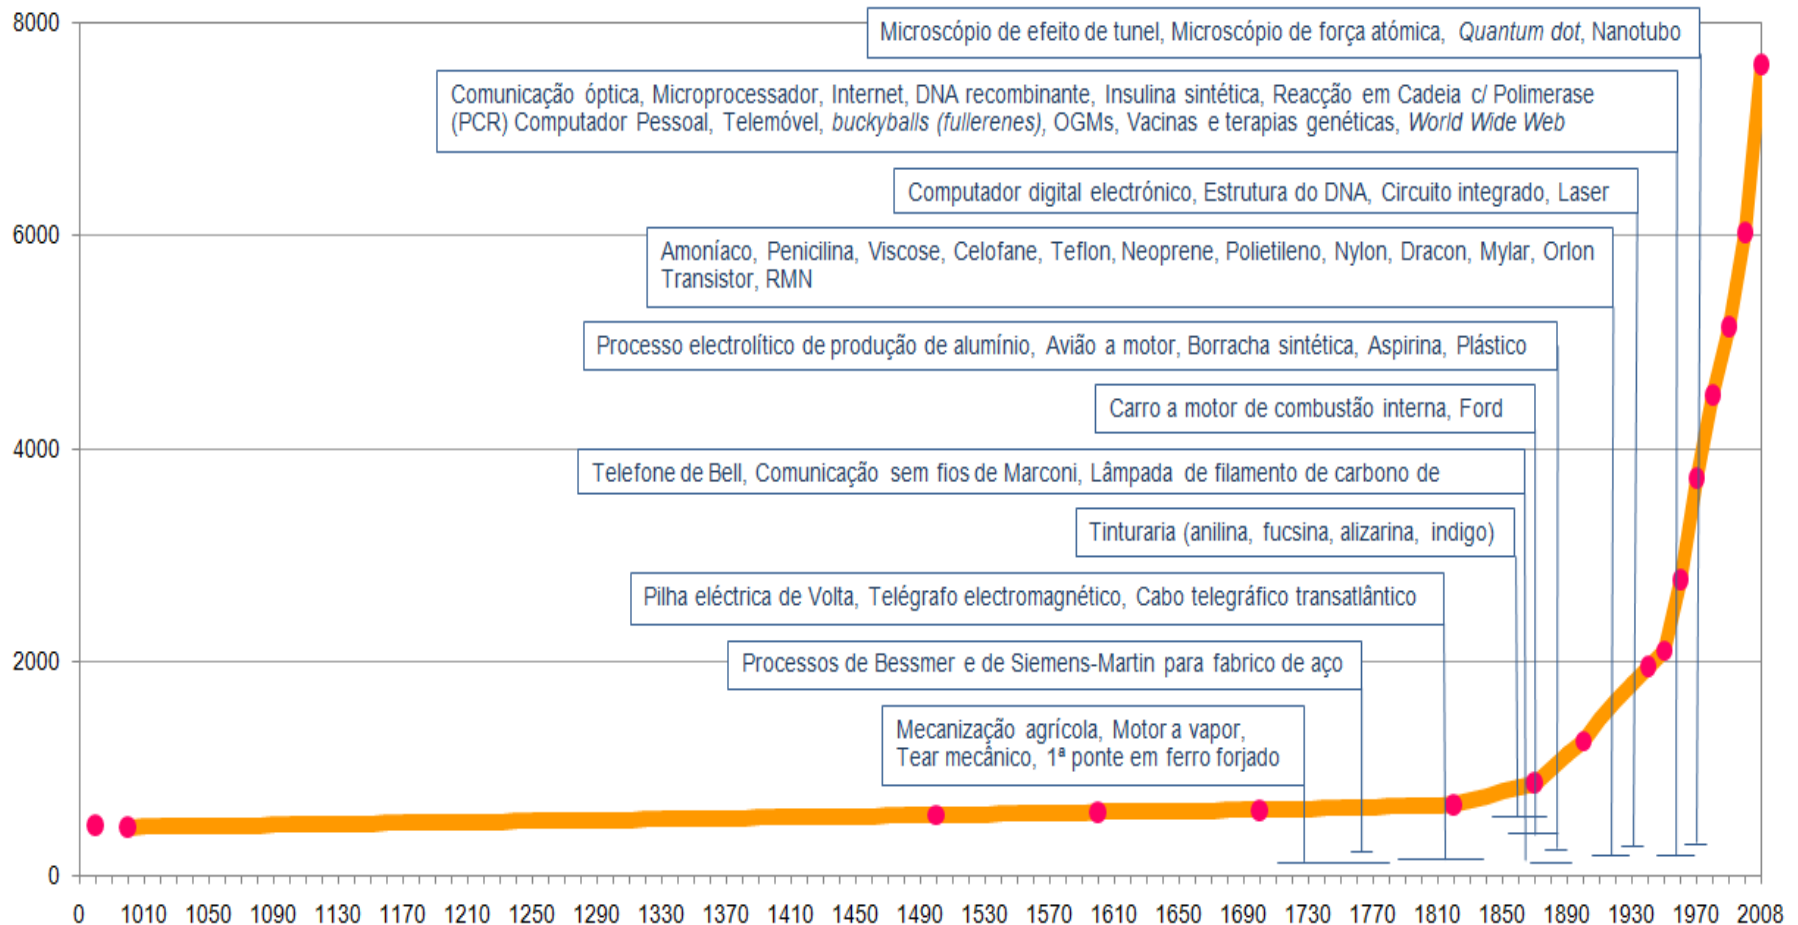 8000
Microscópio de efeito de tunel, Microscópio de força atómica, Quantum dot, Nanotubo
Comunicação óptica, Microprocessador, Internet, DNA recombinante, Insulina sintética, Reacção em Cadeia c/ Polimerase
(PCR) Computador Pessoal, Telemóvel, buckyballs (fullerenes), OGMs, Vacinas e terapias genéticas, World Wide Web
Computador digital electrónico, Estrutura do DNA, Circuito integrado, Laser
6000
Amoníaco, Penicilina, Viscose, Celofane, Teflon, Neoprene, Polietileno, Nylon, Dracon, Mylar, Orlon
Transistor, RMN
Processo electrolítico de produção de alumínio, Avião a motor, Borracha sintética, Aspirina, Plástico
Carro a motor de combustão interna, Ford
4000
Telefone de Bell, Comunicação sem fios de Marconi, Lâmpada de filamento de carbono de
Tinturaria (anilina, fucsina, alizarina, indigo)
Pilha eléctrica de Volta, Telégrafo electromagnético, Cabo telegráfico transatlântico
2000
Processos de Bessmer e de Siemens-Martin para fabrico de aço
Mecanização agrícola, Motor a vapor,
Tear mecânico, 1ª ponte em ferro forjado
0
0 1010 1050 1090 1130 1170 1210 1250 1290 1330 1370 1410 1450 1490 1530 1570 1610 1650 1690 1730 1770 1810 1850 1890 1930 1970 2008